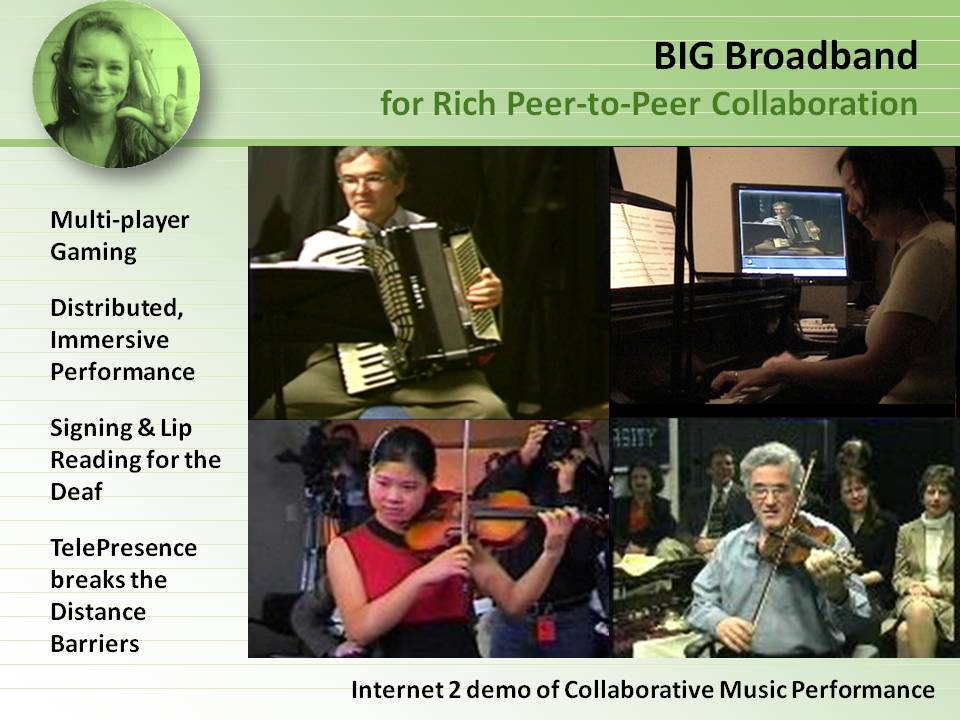 BIG Broadband
for Rich Peer-to-Peer Collaboration
Multi-player
Gaming
Distributed,
Immersive
Performance
Signing & Lip
Reading for the
Deaf
TelePresence
breaks the
Distance
Barriers
RSITY
Internet 2 demo of Collaborative Music Performance